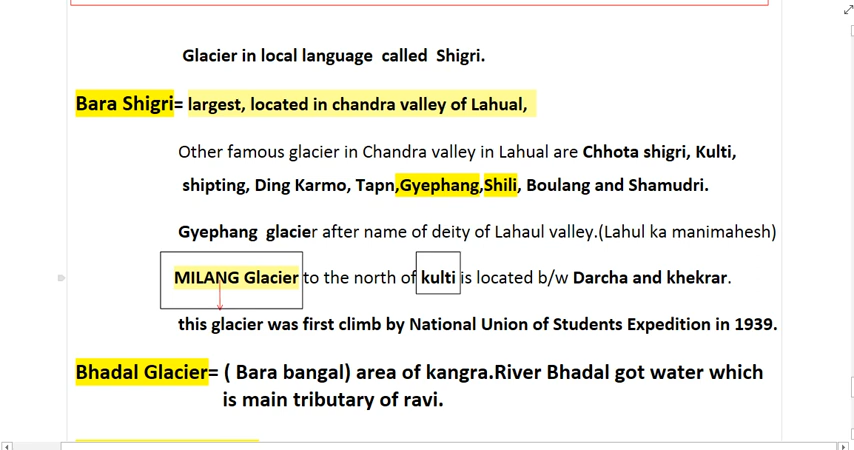 Glacier in local language called Shigri.
Bara Shigri= largest, located in chandra valley of Lahual,
Other famous glacier in Chandra valley in Lahual are Chhota shigri, Kulti,
shipting, Ding Karmo, Tapn,Gyephang,Shili, Boulang and Shamudri.
Gyephang glacier after name of deity of Lahaul valley.(Lahul ka manimahesh)
MILANG Glacier to the north of kulti is located b/w Darcha and khekrar.
this glacier was first climb by National Union of Students Expedition in 1939.
Bhadal Glacier= ( Bara bangal) area of kangra.River Bhadal got water which
is main tributary of ravi.